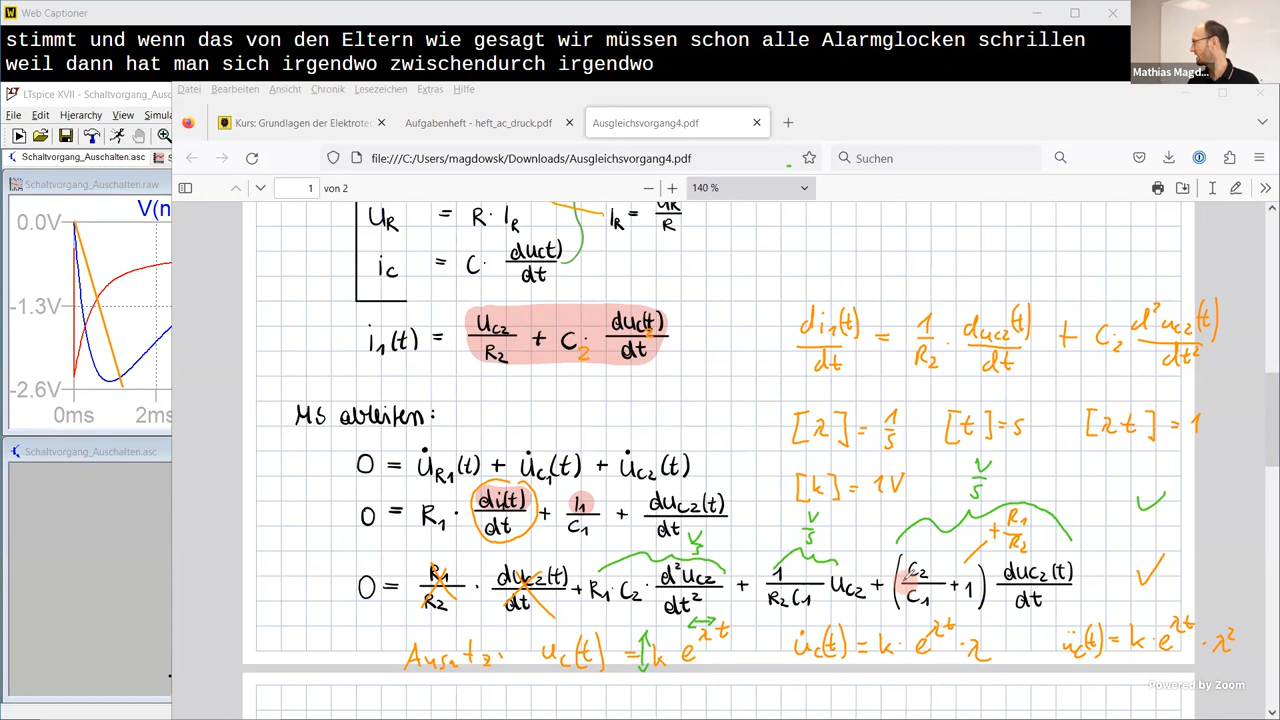 Web Captioner
stimmt und wenn das von den Eltern wie gesagt wir müssen schon alle Alarmglocken schrillen
weil dann hat man sich irgendwo zwischendurch irgendwo
Mathias Magd...
LTspice XVII - Schaltvorgang_Aus
File Edit Hierarchy View Simula
Schaltvorgang_Auschalten.asc
Schaltvorgang_Auschalten.raw
V(n
0.0V
-1.3V
-2.6V
0ms 2ms
Schaltvorgang_Auschalten.asc
Datei Bearbeiten Ansicht Chronik Lesezeichen Extras Hilfe
Kurs: Grundlagen der Elektrotec
Aufgabenheft - heft_ac_druck.pdf
Ausgleichsvorgang4.pdf
file:///C:/Users/magdowsk/Downloads/Ausgleichsvorgang4.pdf
Suchen
1 von 2
140 %
u_R = R · I_R I_R = u_R/R
i_C = C · du_C(t)/dt
i_1(t) = u_C2/R_2 + C_2 · du_C2(t)/dt
di_1(t)/dt = 1/R_2 · du_C2(t)/dt + C_2 d²u_C2(t)/dt²
MS ableiten:
[λ] = 1/s [t] = s [λt] = 1
0 = u̇_R1(t) + u̇_C1(t) + u̇_C2(t)
[k] = 1V
V/s
0 = R_1 · di_1(t)/dt + i_1/C_1 + du_C2(t)/dt
V/s
+ R_1/R_2
✓
V/s
0 = R_1/R_2 · du_C2(t)/dt + R_1 · C_2 · d²u_C2/dt² + 1/(R_2 C_1) u_C2 + (C_2/C_1 + 1) du_C2(t)/dt ✓
Ansatz: u_C(t) = k e^λt u̇_C(t) = k · e^λt · λ ü_C(t) = k · e^λt · λ²
Powered by Zoom